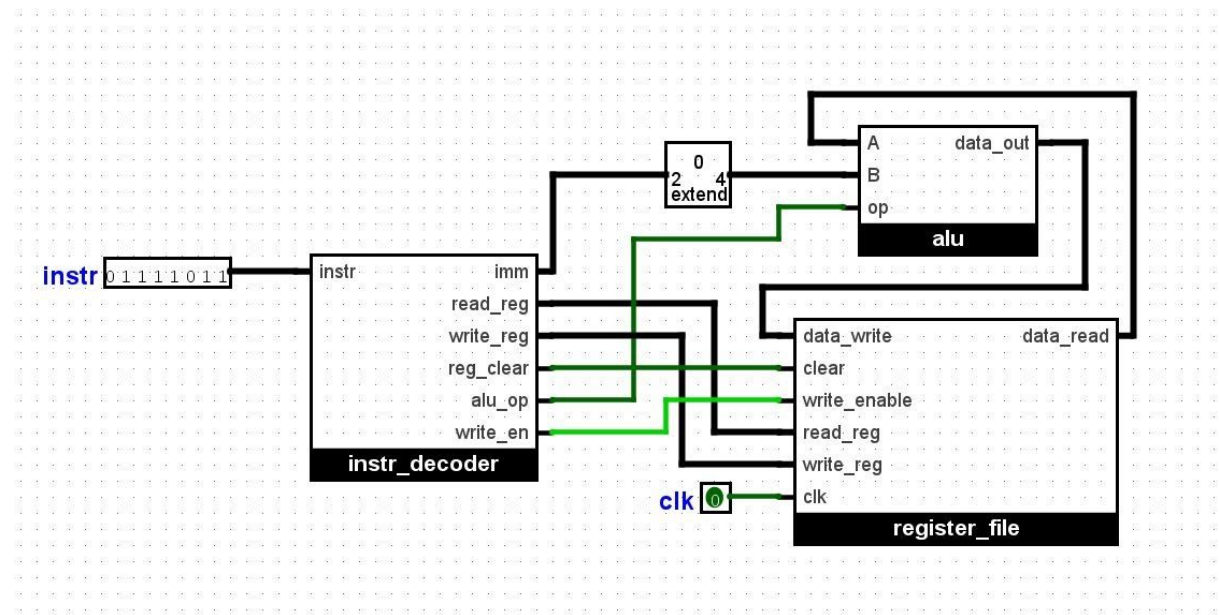 instr 0 1 1 1 1 0 1 1
instr
imm
read_reg
write_reg
reg_clear
alu_op
write_en
instr_decoder
0
2 4
extend
A
data_out
B
op
alu
data_write
data_read
clear
write_enable
read_reg
write_reg
clk
register_file
clk 0